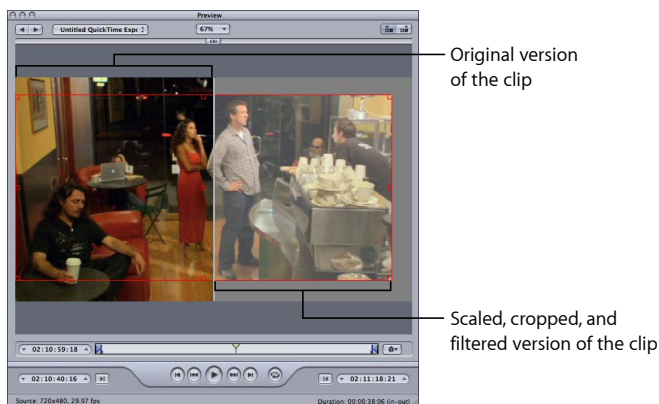 Preview
Untitled QuickTime Expr
67%
Original version
of the clip
Scaled, cropped, and
filtered version of the clip
02:10:59:18
02:10:40:16
02:11:18:21
Source: 720x480, 29.97 fps
Duration: 00:00:38:06 (in-out)